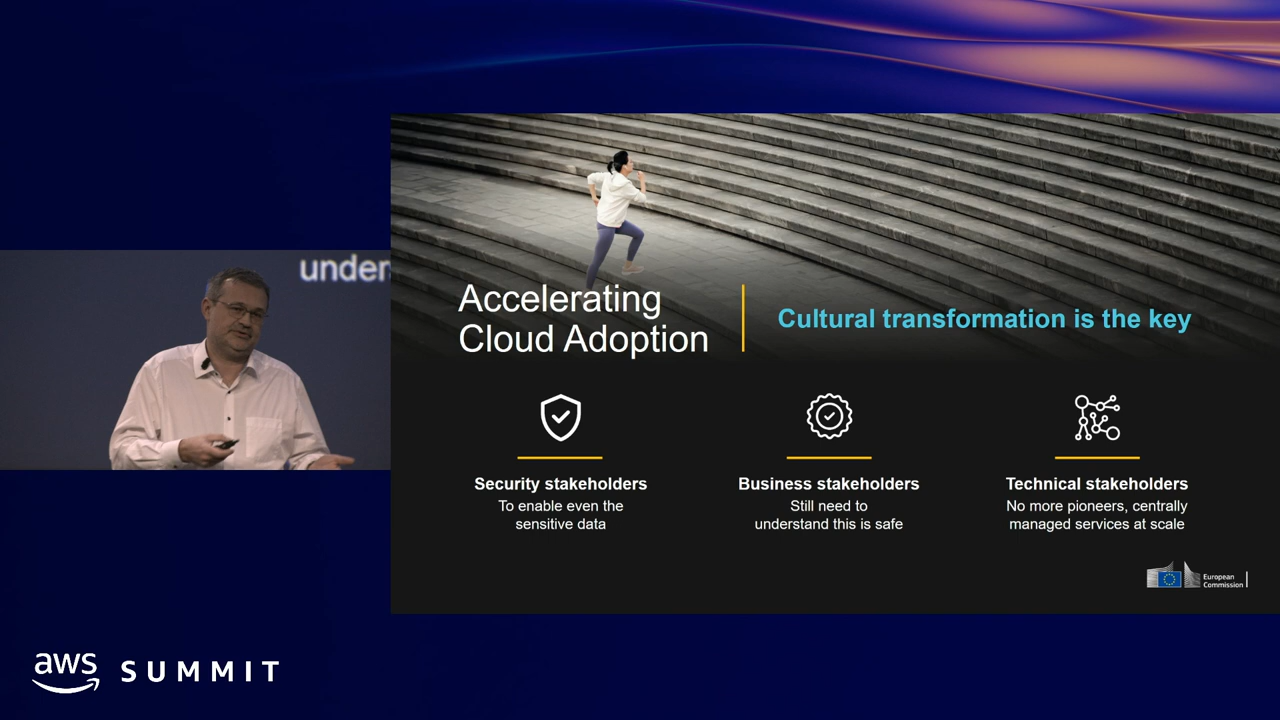 under
Accelerating
Cloud Adoption
Cultural transformation is the key
Security stakeholders
To enable even the
sensitive data
Business stakeholders
Still need to
understand this is safe
Technical stakeholders
No more pioneers, centrally
managed services at scale
European
Commission
aws SUMMIT